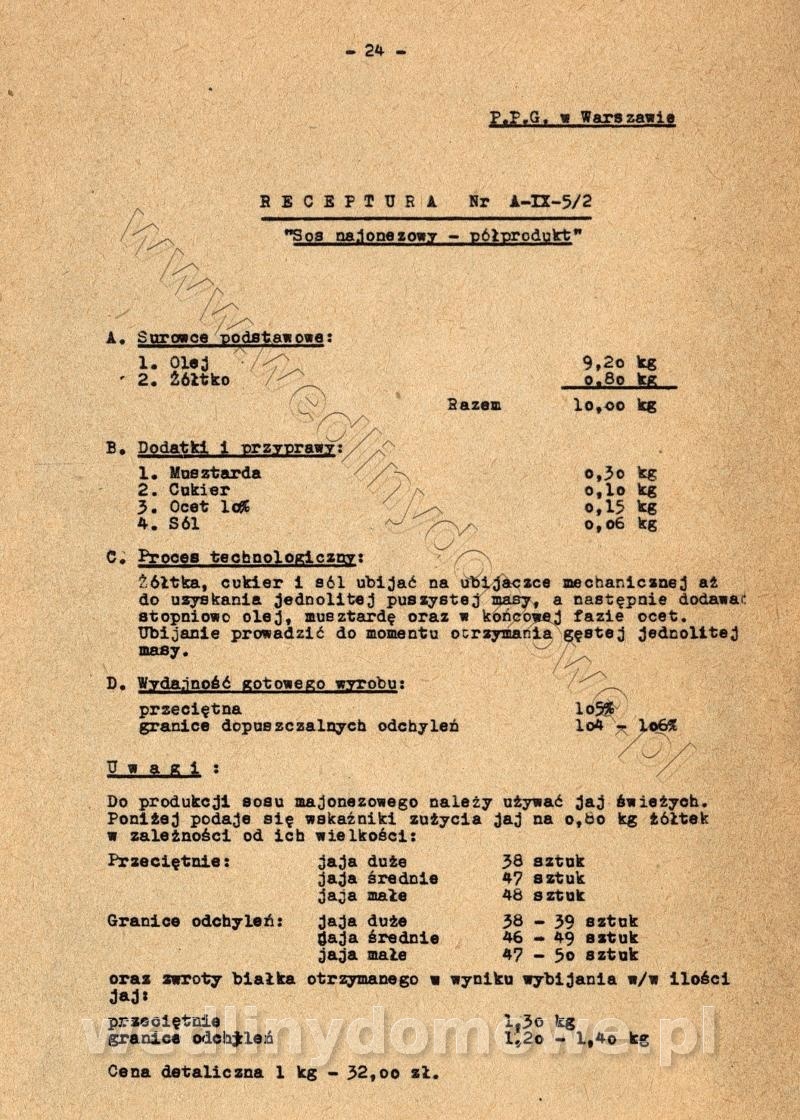 - 24 -
P.P.G. w Warszawie
R E C E P T U R A Nr A-IX-5/2
"Sos majonezowy - półprodukt"
A. Surowce podstawowe:
1. Olej 9,2o kg
2. Żółtko o,8o kg
Razem lo,oo kg
B. Dodatki i przyprawy:
1. Musztarda o,3o kg
2. Cukier o,lo kg
3. Ocet lo% o,15 kg
4. Sól o,o6 kg
C. Proces technologiczny:
Żółtka, cukier i sól ubijać na ubijaczce mechanicznej aż
do uzyskania jednolitej puszystej masy, a następnie dodawać
stopniowo olej, musztardę oraz w końcowej fazie ocet.
Ubijanie prowadzić do momentu otrzymania gęstej jednolitej
masy.
D. Wydajność gotowego wyrobu:
przeciętna lo5%
granice dopuszczalnych odchyleń lo4 - lo6%
U w a g i :
Do produkcji sosu majonezowego należy używać jaj świeżych.
Poniżej podaje się wskaźniki zużycia jaj na o,8o kg żółtek
w zależności od ich wielkości:
Przeciętnie: jaja duże 38 sztuk
jaja średnie 47 sztuk
jaja małe 48 sztuk
Granice odchyleń: jaja duże 38 - 39 sztuk
jaja średnie 46 - 49 sztuk
jaja małe 47 - 5o sztuk
oraz zwroty białka otrzymanego w wyniku wybijania w/w ilości
jaj:
przeciętnie 1,3o kg
granice odchyleń 1,2o - 1,4o kg
Cena detaliczna 1 kg - 32,oo zł.
www.wedlinydomowe.pl
wedlinydomowe.pl